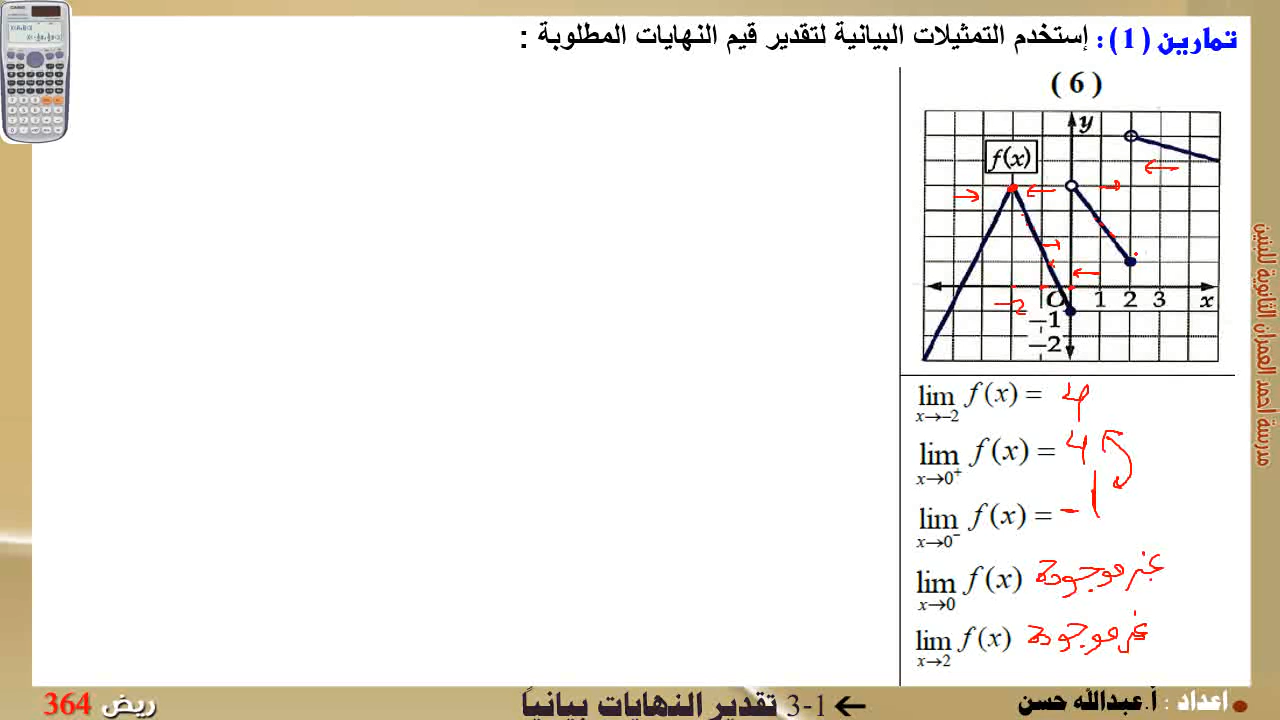 تمارين (1): إستخدم التمثيلات البيانية لتقدير قيم النهايات المطلوبة :
( 6 )
y
f(x)
O 1 2 3 x
-2
-1
-2
lim x→-2 f(x) = 4
lim x→0⁺ f(x) = 4
lim x→0⁻ f(x) = -1
lim x→0 f(x) غير موجودة
lim x→2 f(x) غير موجودة
مدرسة احمد العمران الثانوية للبنين
اعداد : أ.عبدالله حسن
3-1 تقدير النهايات بيانياً
ريض 364